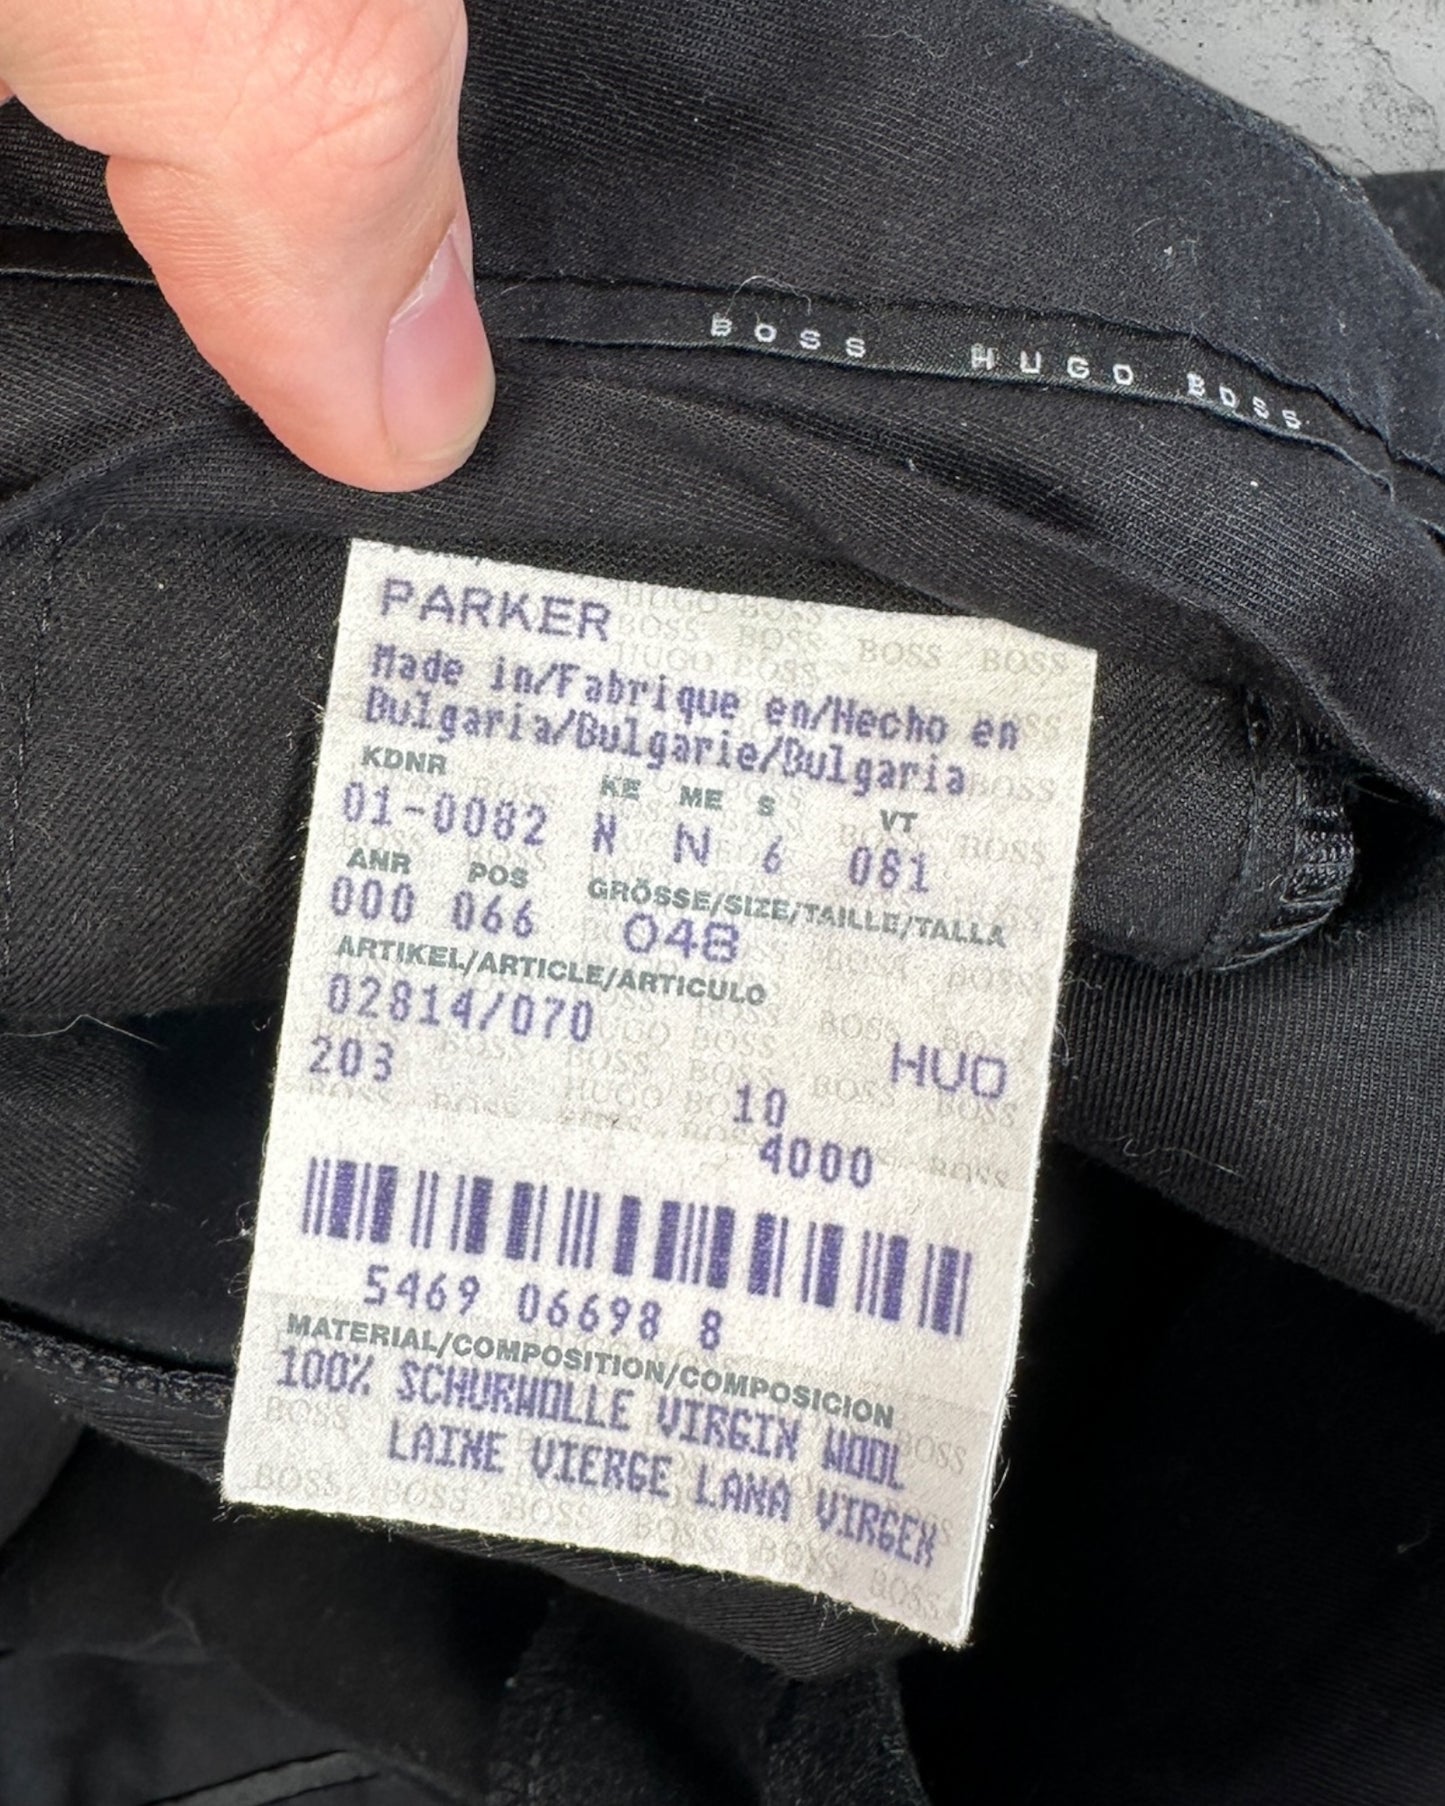 BOSS HUGO BOSS
PARKER
Made in/Fabrique en/Hecho en
Bulgaria/Bulgarie/Bulgaria
KDNR KE ME S VT
01-0082 N N 6 081
ANR POS GRÖSSE/SIZE/TAILLE/TALLA
000 066 048
ARTIKEL/ARTICLE/ARTICULO
02814/070
203 HUO
10
4000
5469 06698 8
MATERIAL/COMPOSITION/COMPOSICION
100% SCHURWOLLE VIRGIN WOOL
LAINE VIERGE LANA VIRGEN